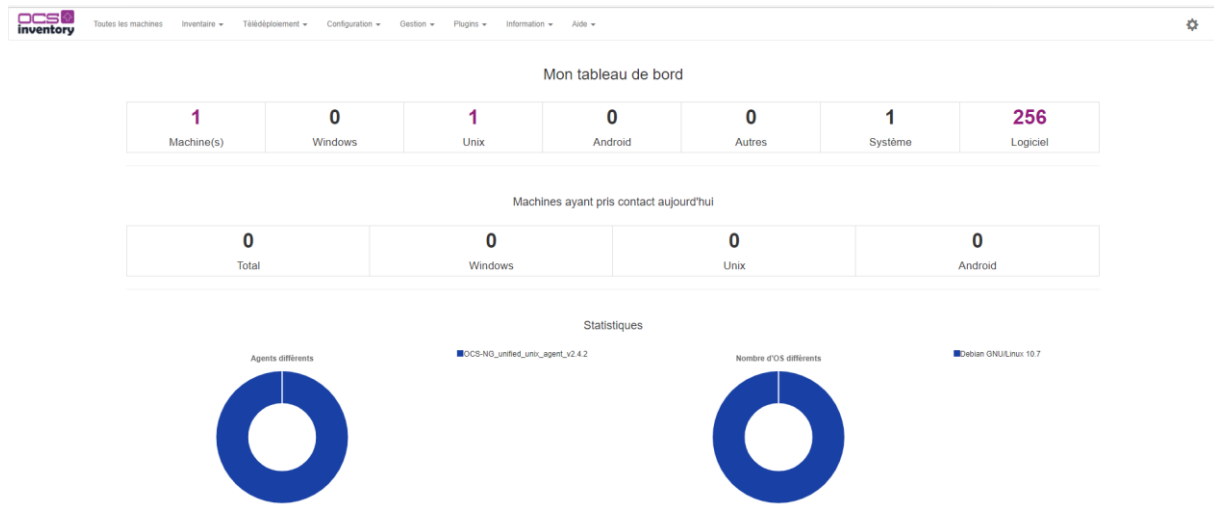 OCS inventory Toutes les machines Inventaire Télédéploiement Configuration Gestion Plugins Information Aide
Mon tableau de bord
1 0 1 0 0 1 256
Machine(s) Windows Unix Android Autres Système Logiciel
Machines ayant pris contact aujourd'hui
0 0 0 0
Total Windows Unix Android
Statistiques
Agents différents OCS-NG_unified_unix_agent_v2.4.2 Nombre d'OS différents Debian GNU/Linux 10.7